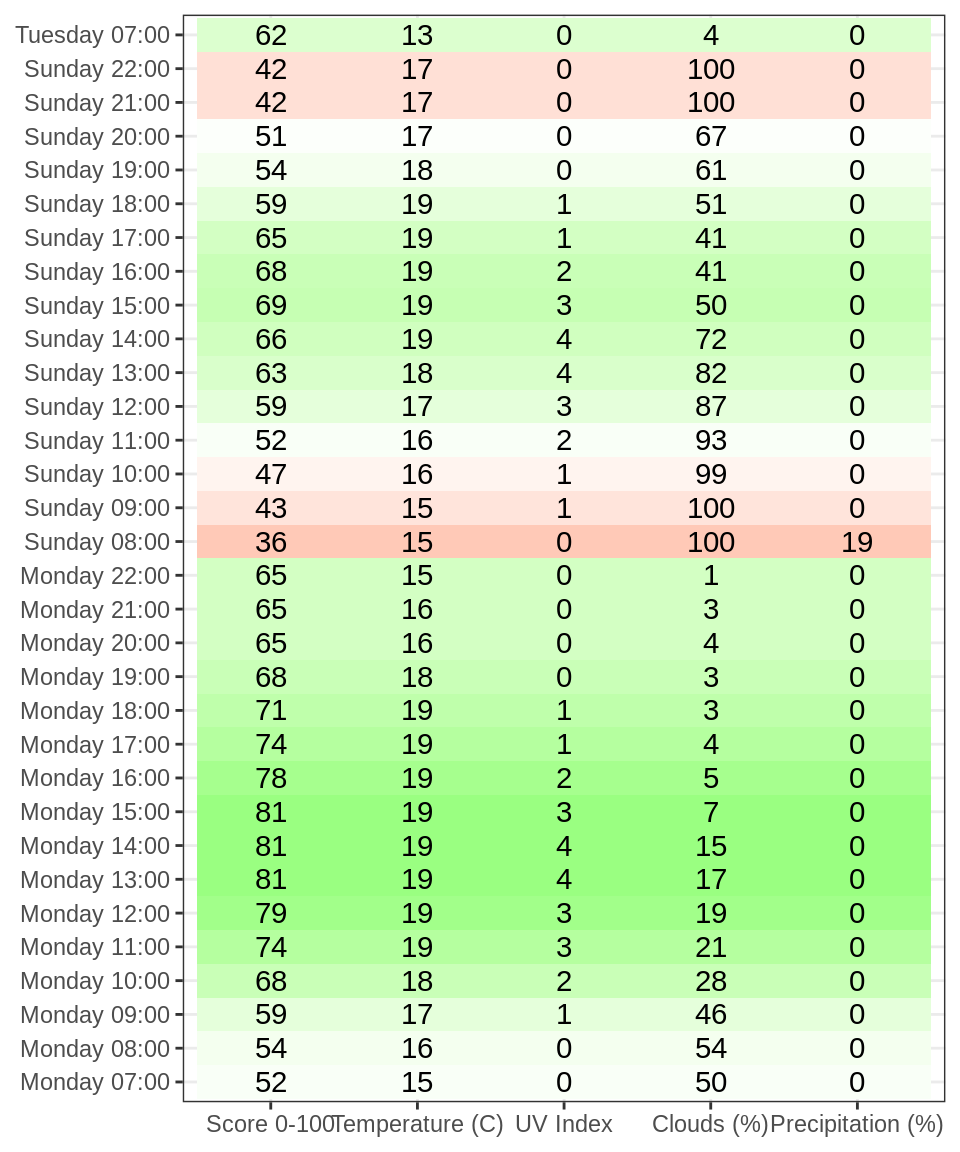 Tuesday 07:00 62 13 0 4 0
Sunday 22:00 42 17 0 100 0
Sunday 21:00 42 17 0 100 0
Sunday 20:00 51 17 0 67 0
Sunday 19:00 54 18 0 61 0
Sunday 18:00 59 19 1 51 0
Sunday 17:00 65 19 1 41 0
Sunday 16:00 68 19 2 41 0
Sunday 15:00 69 19 3 50 0
Sunday 14:00 66 19 4 72 0
Sunday 13:00 63 18 4 82 0
Sunday 12:00 59 17 3 87 0
Sunday 11:00 52 16 2 93 0
Sunday 10:00 47 16 1 99 0
Sunday 09:00 43 15 1 100 0
Sunday 08:00 36 15 0 100 19
Monday 22:00 65 15 0 1 0
Monday 21:00 65 16 0 3 0
Monday 20:00 65 16 0 4 0
Monday 19:00 68 18 0 3 0
Monday 18:00 71 19 1 3 0
Monday 17:00 74 19 1 4 0
Monday 16:00 78 19 2 5 0
Monday 15:00 81 19 3 7 0
Monday 14:00 81 19 4 15 0
Monday 13:00 81 19 4 17 0
Monday 12:00 79 19 3 19 0
Monday 11:00 74 19 3 21 0
Monday 10:00 68 18 2 28 0
Monday 09:00 59 17 1 46 0
Monday 08:00 54 16 0 54 0
Monday 07:00 52 15 0 50 0
Score 0-100 Temperature (C) UV Index Clouds (%) Precipitation (%)